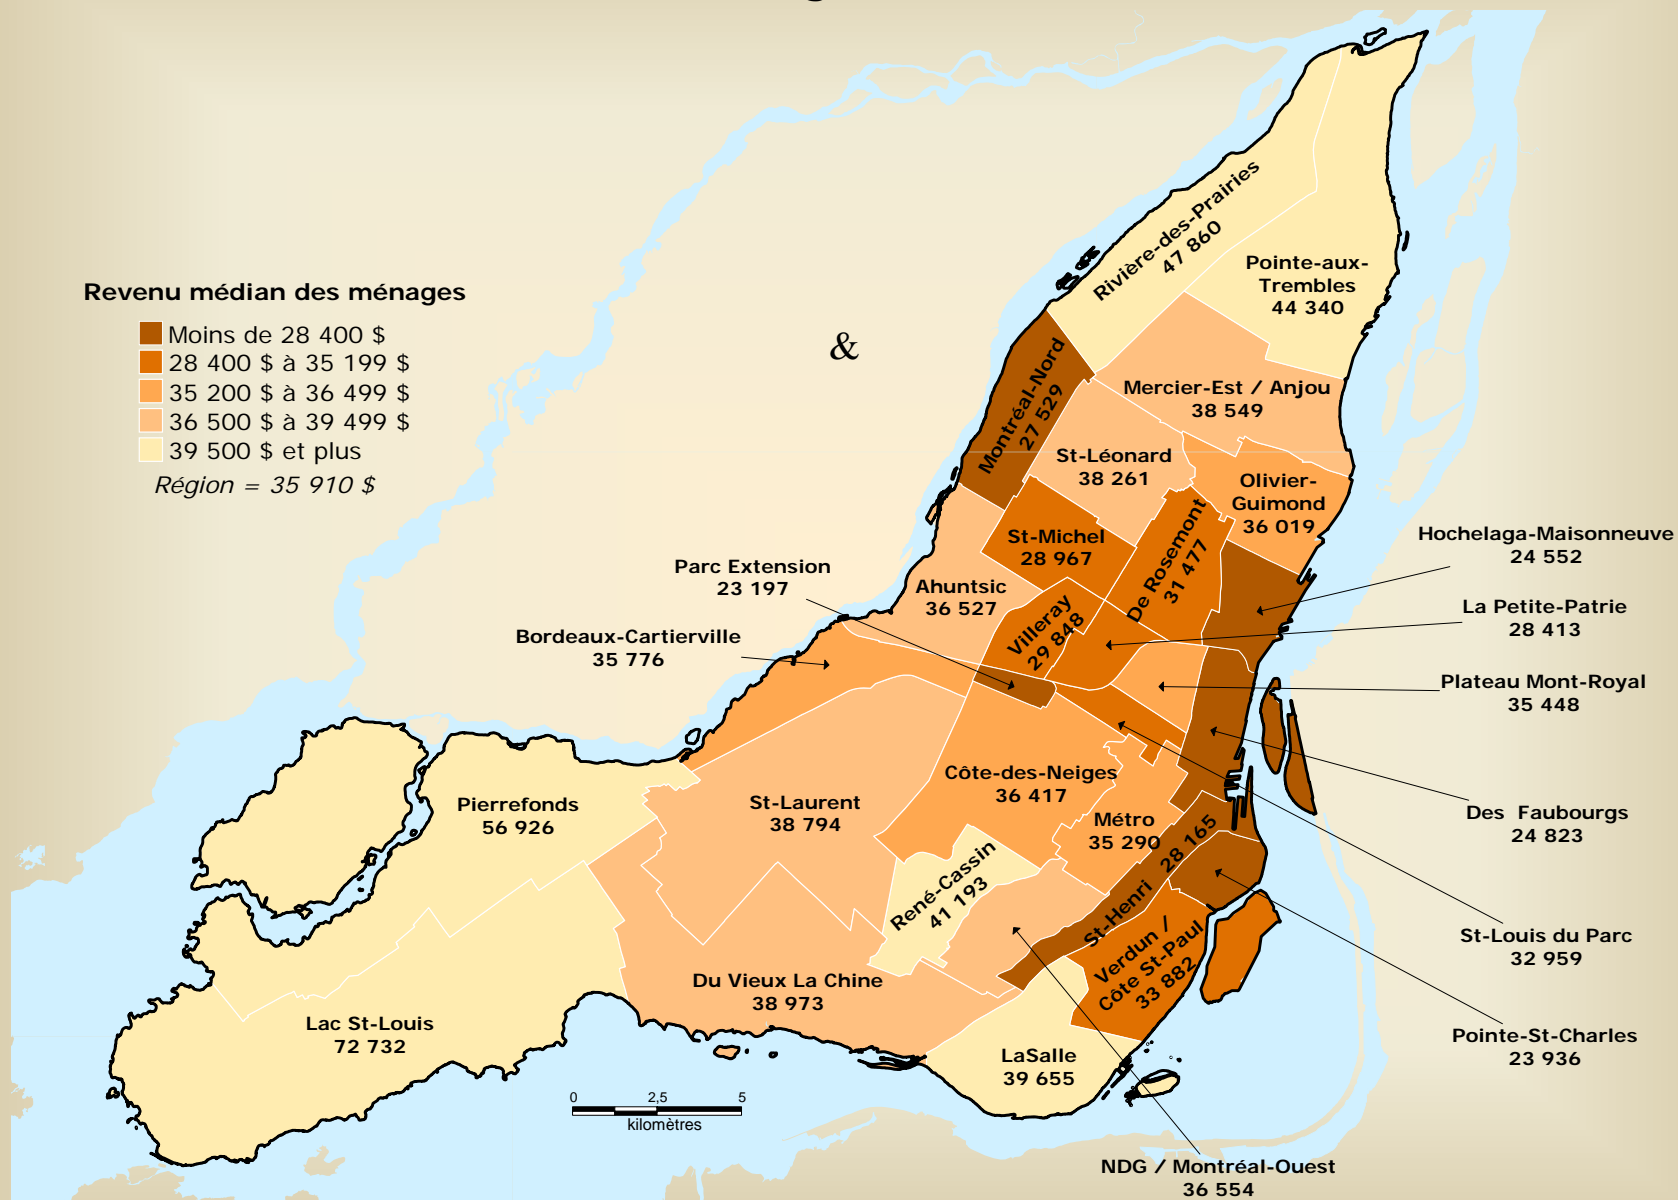 Revenu médian des ménages
Moins de 28 400 $
28 400 $ à 35 199 $
35 200 $ à 36 499 $
36 500 $ à 39 499 $
39 500 $ et plus
Région = 35 910 $
&
Rivière-des-Prairies
47 860
Pointe-aux-
Trembles
44 340
Montréal-Nord
27 529
Mercier-Est / Anjou
38 549
St-Léonard
38 261
Olivier-
Guimond
36 019
St-Michel
28 967
De Rosemont
31 477
Hochelaga-Maisonneuve
24 552
Parc Extension
23 197
Ahuntsic
36 527
Villeray
29 848
La Petite-Patrie
28 413
Bordeaux-Cartierville
35 776
Plateau Mont-Royal
35 448
Pierrefonds
56 926
St-Laurent
38 794
Côte-des-Neiges
36 417
Métro
35 290
Des Faubourgs
24 823
René-Cassin
41 193
St-Henri 28 165
Verdun /
Côte St-Paul
33 882
St-Louis du Parc
32 959
Du Vieux La Chine
38 973
Lac St-Louis
72 732
LaSalle
39 655
Pointe-St-Charles
23 936
0 2,5 5
kilomètres
NDG / Montréal-Ouest
36 554